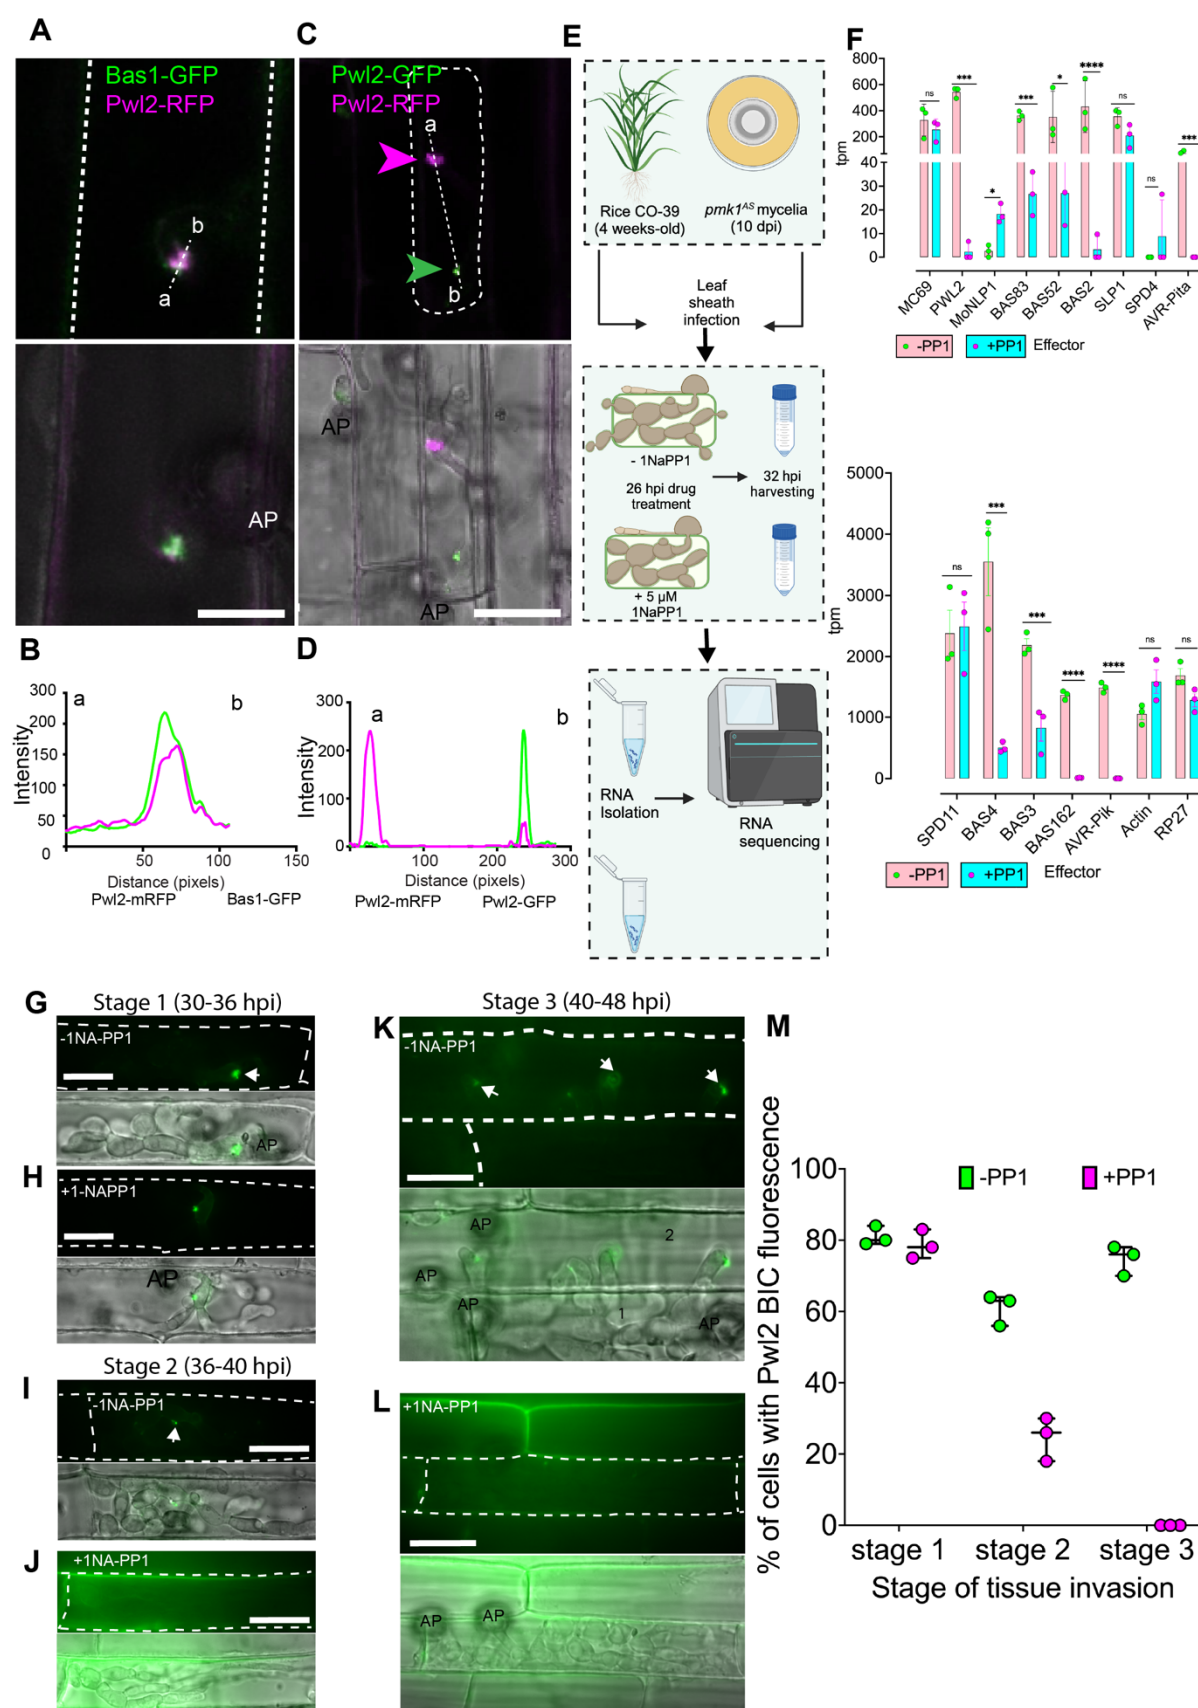 A
Bas1-GFP
Pwl2-RFP
b
a
AP
B
300
250
200
150
100
50
0
Intensity
a
b
0
50
100
150
Distance (pixels)
Pwl2-mRFP
Bas1-GFP
C
Pwl2-GFP
Pwl2-RFP
a
b
AP
AP
D
300
200
100
0
Intensity
a
b
0
100
200
300
Distance (pixels)
Pwl2-mRFP
Pwl2-GFP
E
Rice CO-39
(4 weeks-old)
pmk1AS mycelia
(10 dpi)
Leaf
sheath
infection
- 1NaPP1
26 hpi drug
treatment
32 hpi
harvesting
+ 5 µM
1NaPP1
RNA
Isolation
RNA
sequencing
F
800
600
400
200
40
30
20
10
0
tpm
ns
***
*
***
*
****
ns
ns
***
MC69
PWL2
MoNLP1
BAS83
BAS52
BAS2
SLP1
SPD4
AVR-Pita
-PP1
+PP1
Effector
5000
4000
3000
2000
1000
0
tpm
ns
***
***
****
****
ns
ns
SPD11
BAS4
BAS3
BAS162
AVR-Pik
Actin
RP27
-PP1
+PP1
Effector
G
Stage 1 (30-36 hpi)
-1NA-PP1
AP
H
+1-NAPP1
AP
Stage 2 (36-40 hpi)
I
-1NA-PP1
J
+1NA-PP1
Stage 3 (40-48 hpi)
K
-1NA-PP1
AP
2
AP
AP
1
AP
L
+1NA-PP1
AP
AP
M
% of cells with Pwl2 BIC fluorescence
100
80
60
40
20
0
-PP1
+PP1
stage 1
stage 2
stage 3
Stage of tissue invasion